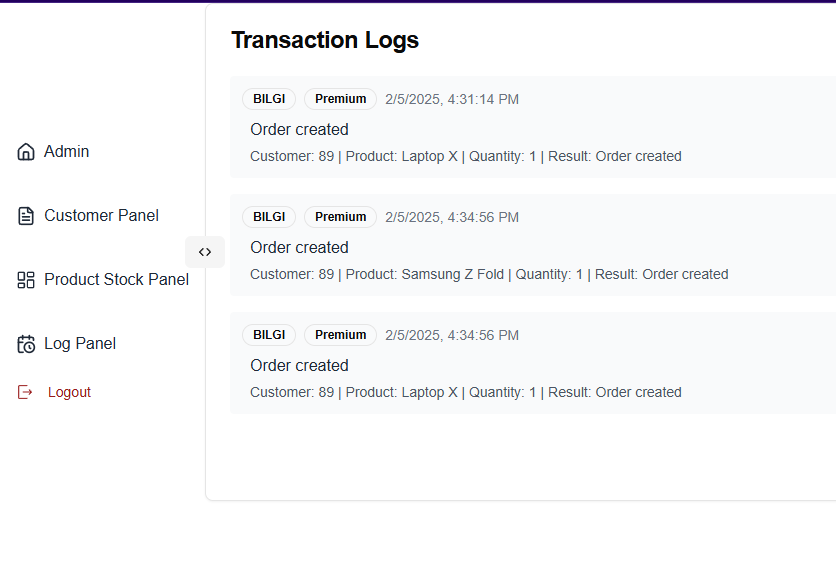 Transaction Logs
BILGI Premium 2/5/2025, 4:31:14 PM
Order created
Customer: 89 | Product: Laptop X | Quantity: 1 | Result: Order created
BILGI Premium 2/5/2025, 4:34:56 PM
Order created
Customer: 89 | Product: Samsung Z Fold | Quantity: 1 | Result: Order created
BILGI Premium 2/5/2025, 4:34:56 PM
Order created
Customer: 89 | Product: Laptop X | Quantity: 1 | Result: Order created
Admin
Customer Panel
Product Stock Panel
Log Panel
Logout